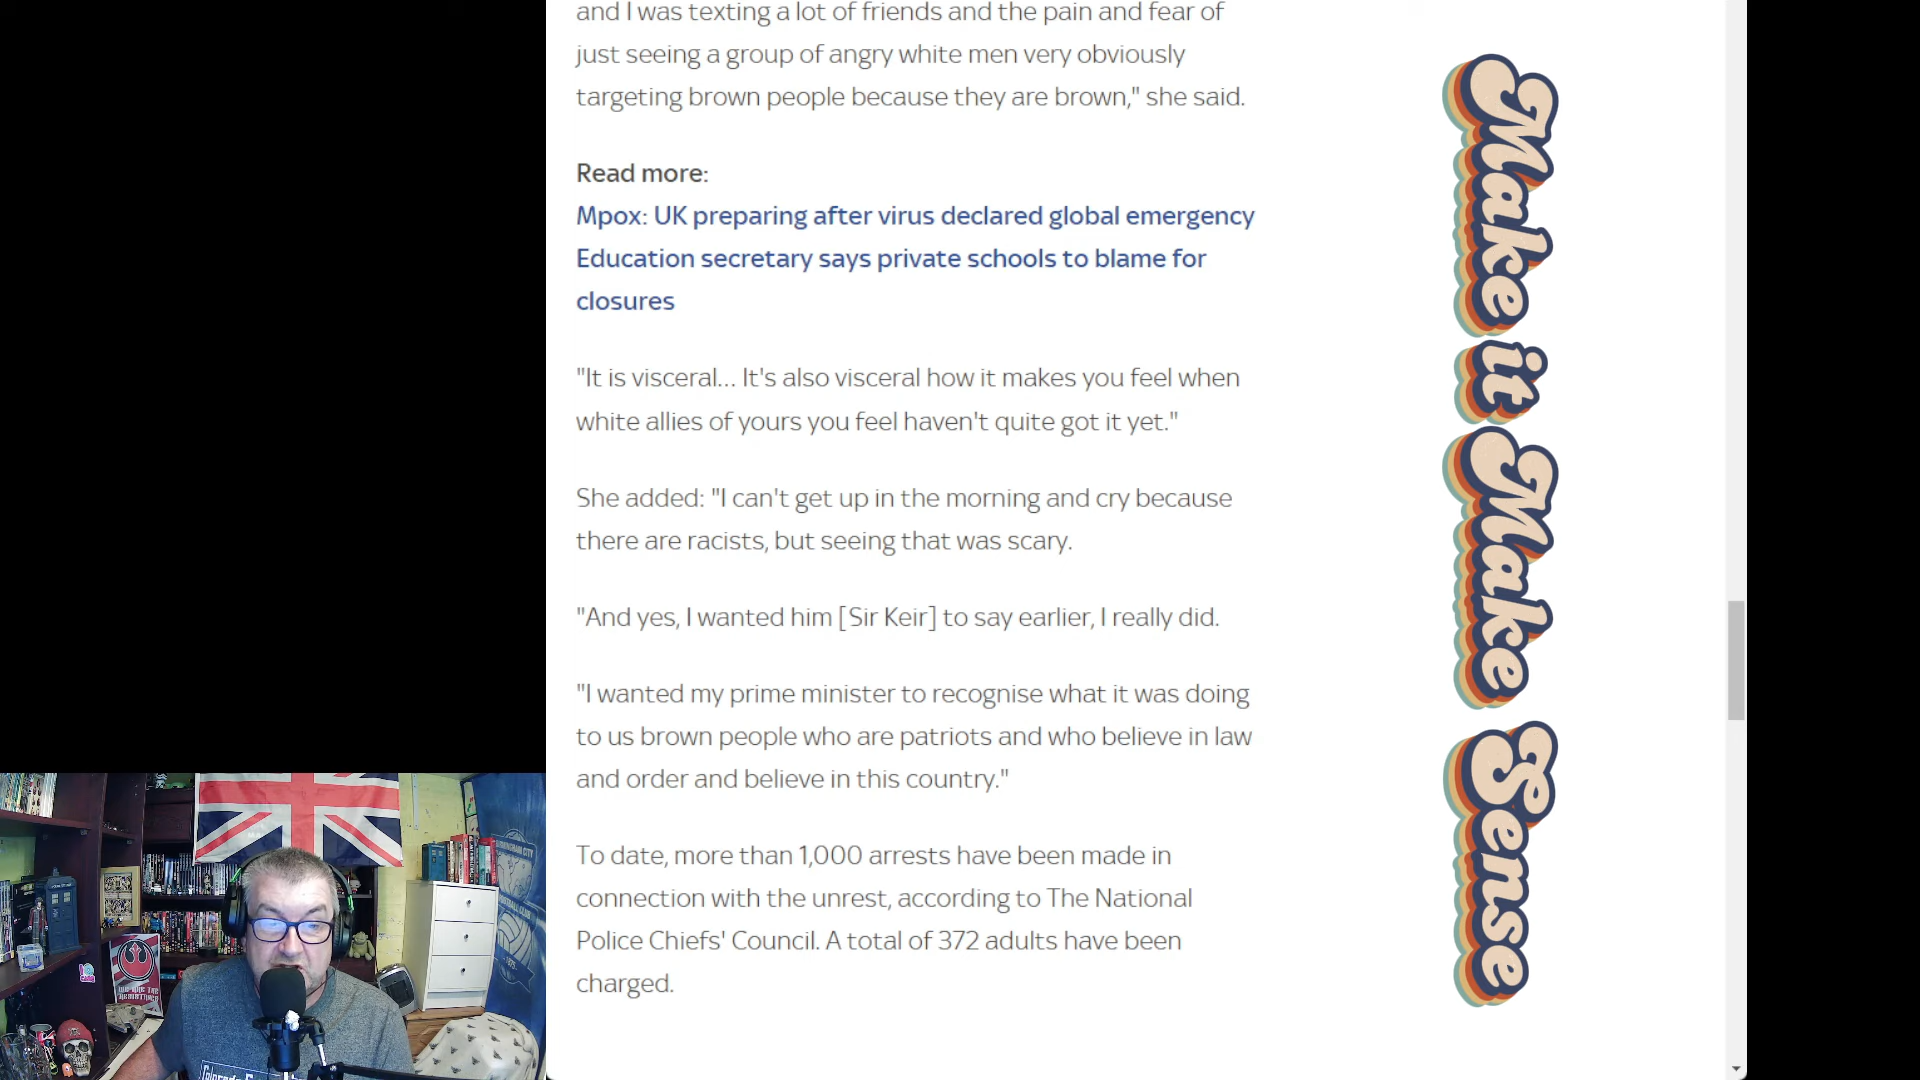 and I was texting a lot of friends and the pain and fear of
just seeing a group of angry white men very obviously
targeting brown people because they are brown," she said.
Read more:
Mpox: UK preparing after virus declared global emergency
Education secretary says private schools to blame for
closures
"It is visceral... It's also visceral how it makes you feel when
white allies of yours you feel haven't quite got it yet."
She added: "I can't get up in the morning and cry because
there are racists, but seeing that was scary.
"And yes, I wanted him [Sir Keir] to say earlier, I really did.
"I wanted my prime minister to recognise what it was doing
to us brown people who are patriots and who believe in law
and order and believe in this country."
To date, more than 1,000 arrests have been made in
connection with the unrest, according to The National
Police Chiefs' Council. A total of 372 adults have been
charged.
Make it Make Sense